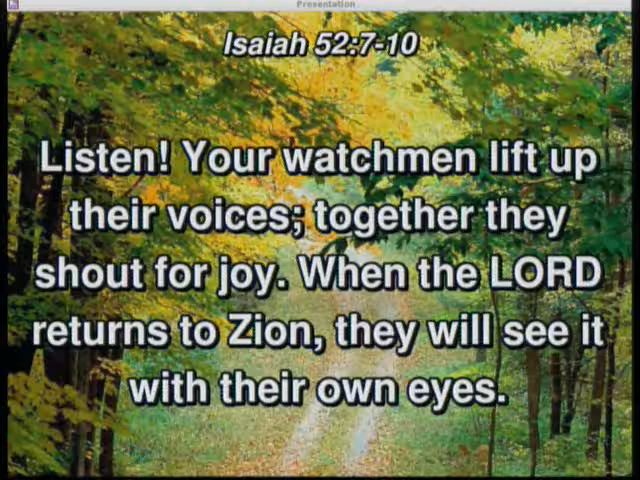 Presentation
Isaiah 52:7-10
Listen! Your watchmen lift up
their voices; together they
shout for joy. When the LORD
returns to Zion, they will see it
with their own eyes.